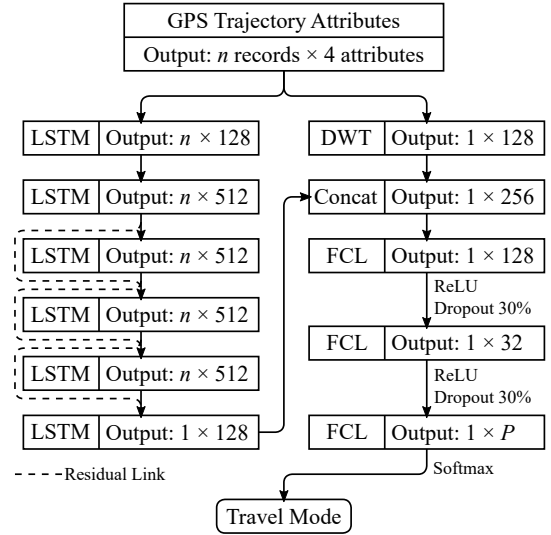 GPS Trajectory Attributes
Output: n records × 4 attributes
LSTM Output: n × 128
LSTM Output: n × 512
LSTM Output: n × 512
LSTM Output: n × 512
LSTM Output: n × 512
LSTM Output: 1 × 128
Residual Link
DWT Output: 1 × 128
Concat Output: 1 × 256
FCL Output: 1 × 128
ReLU
Dropout 30%
FCL Output: 1 × 32
ReLU
Dropout 30%
FCL Output: 1 × P
Softmax
Travel Mode